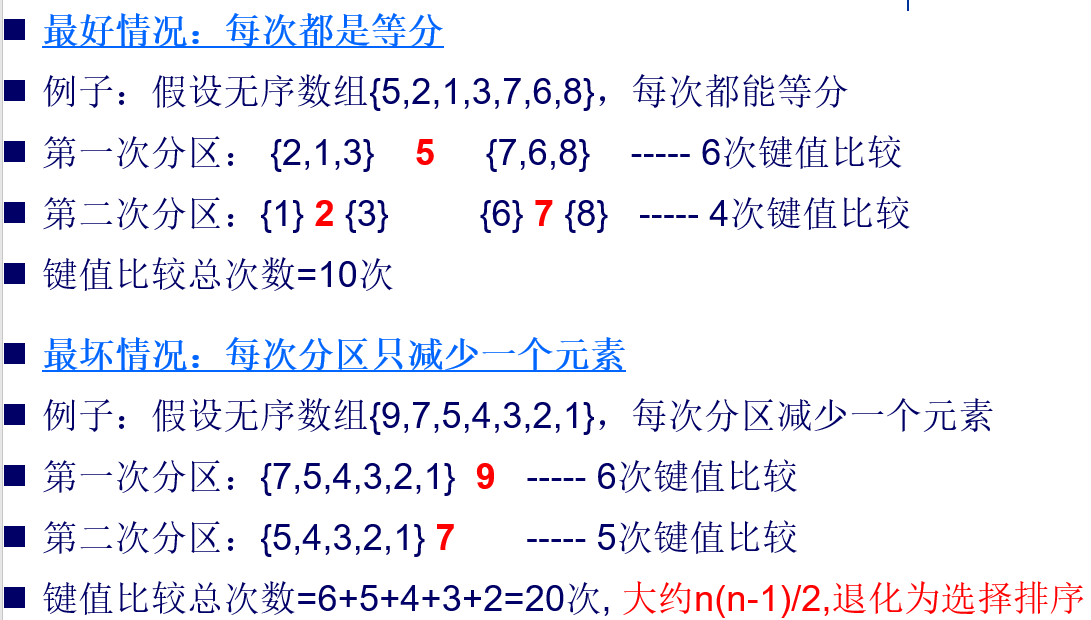 最好情况：每次都是等分
例子：假设无序数组{5,2,1,3,7,6,8}，每次都能等分
第一次分区： {2,1,3} 5 {7,6,8} ----- 6次键值比较
第二次分区：{1} 2 {3} {6} 7 {8} ----- 4次键值比较
键值比较总次数=10次
最坏情况：每次分区只减少一个元素
例子：假设无序数组{9,7,5,4,3,2,1}，每次分区减少一个元素
第一次分区：{7,5,4,3,2,1} 9 ----- 6次键值比较
第二次分区：{5,4,3,2,1} 7 ----- 5次键值比较
键值比较总次数=6+5+4+3+2=20次, 大约n(n-1)/2,退化为选择排序